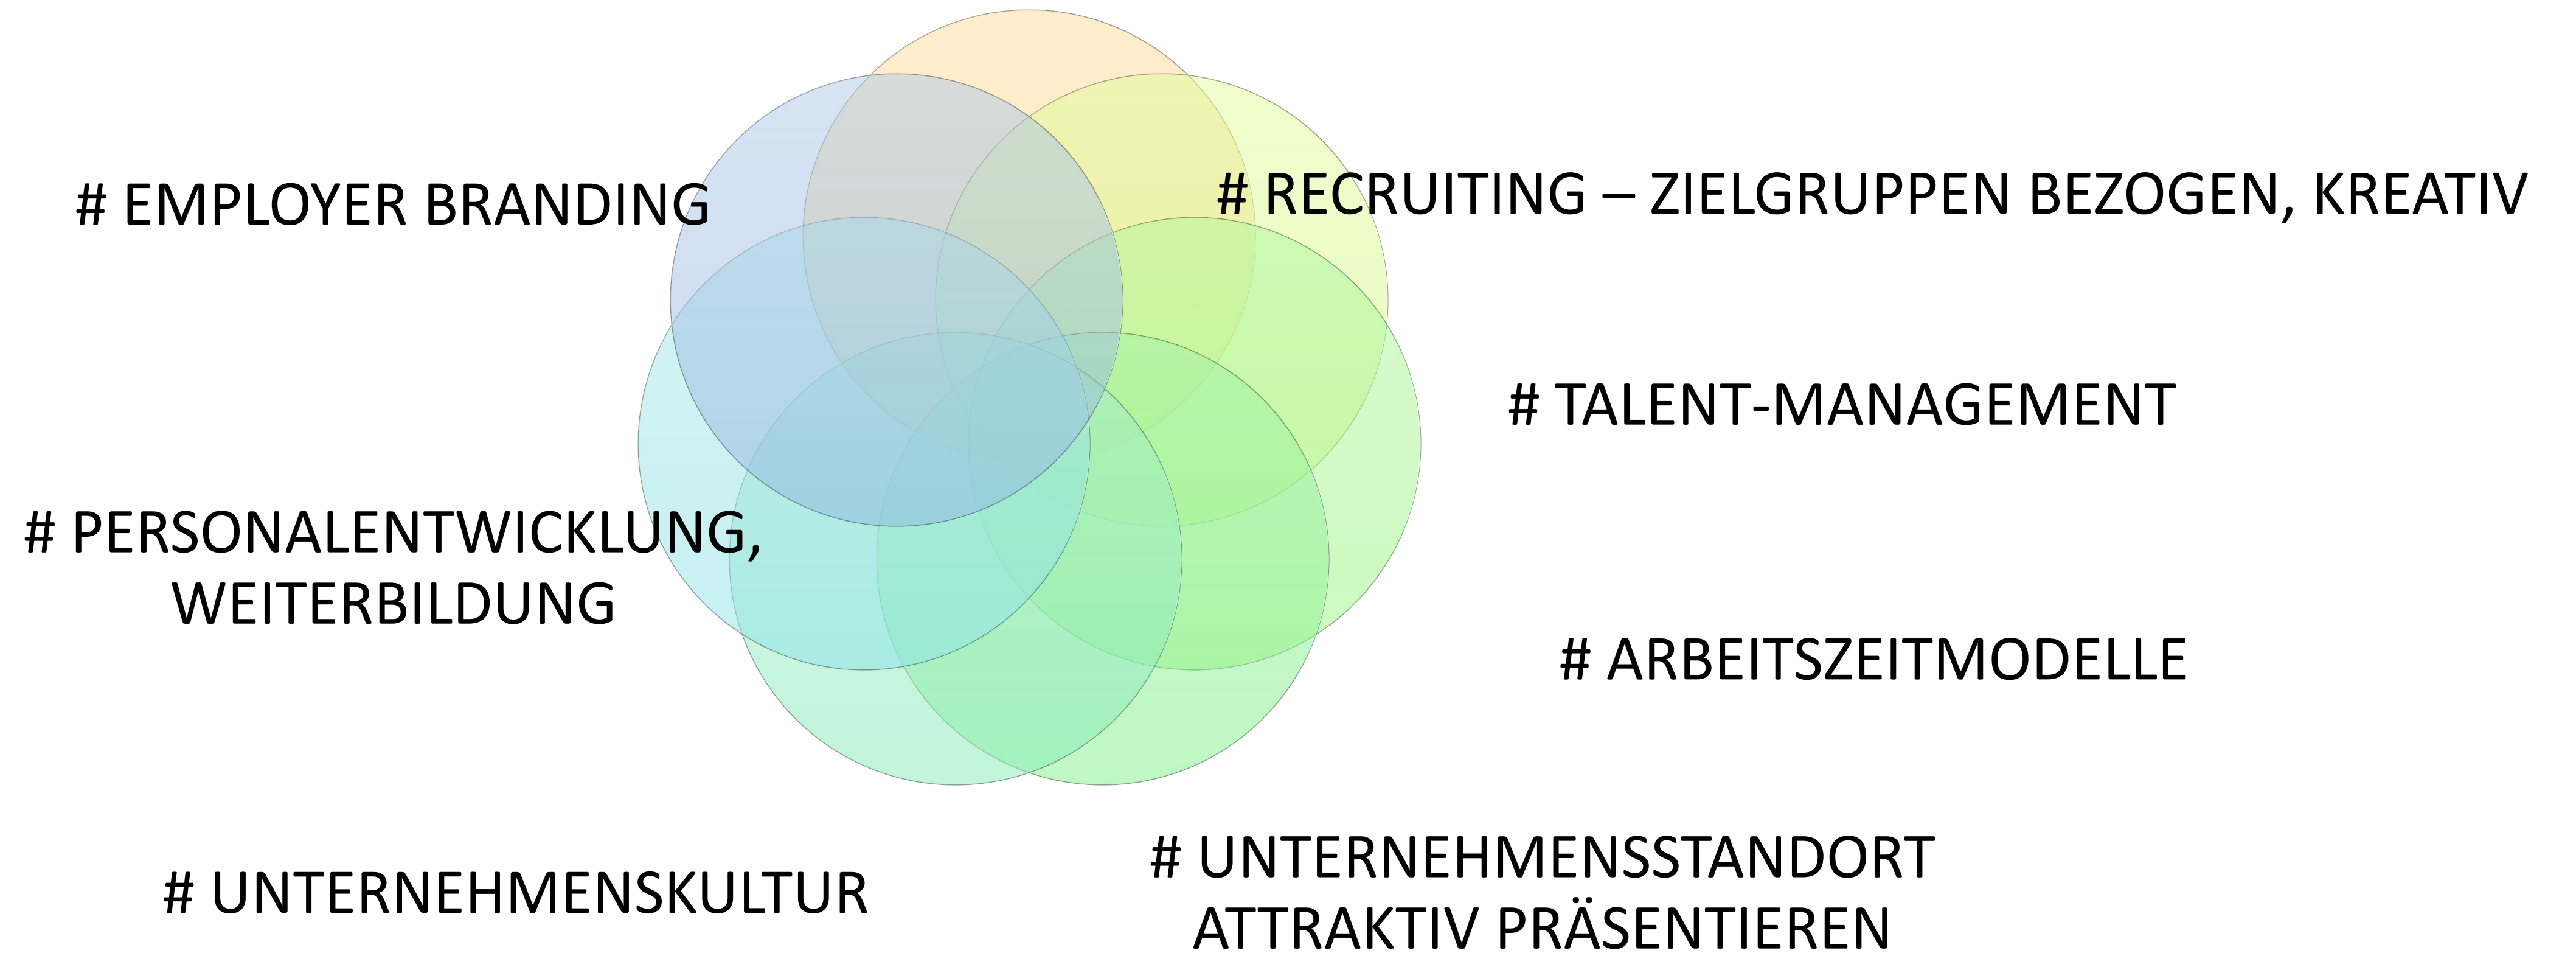 # EMPLOYER BRANDING
# RECRUITING – ZIELGRUPPEN BEZOGEN, KREATIV
# TALENT-MANAGEMENT
# PERSONALENTWICKLUNG,
WEITERBILDUNG
# ARBEITSZEITMODELLE
# UNTERNEHMENSKULTUR
# UNTERNEHMENSSTANDORT
ATTRAKTIV PRÄSENTIEREN